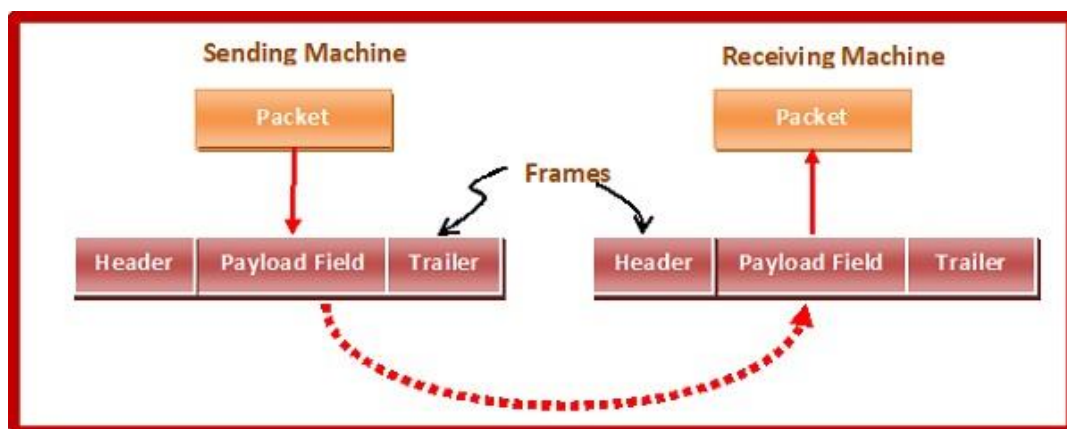 Sending Machine
Receiving Machine
Packet
Packet
Frames
Header Payload Field Trailer
Header Payload Field Trailer